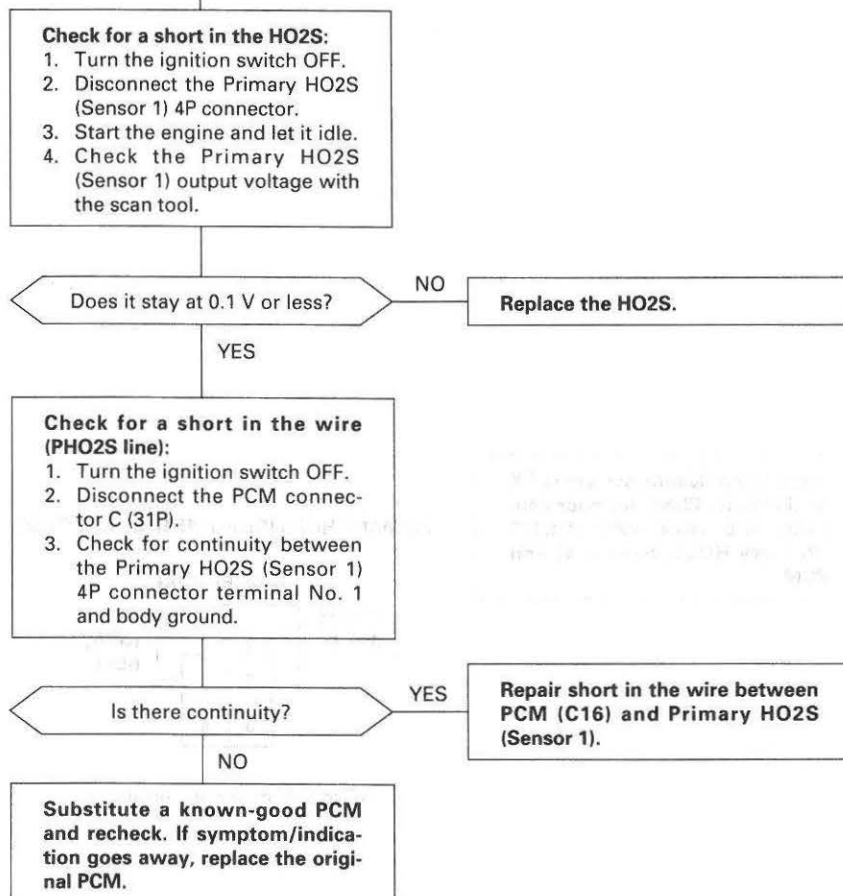 Check for a short in the HO2S:
1. Turn the ignition switch OFF.
2. Disconnect the Primary HO2S
(Sensor 1) 4P connector.
3. Start the engine and let it idle.
4. Check the Primary HO2S
(Sensor 1) output voltage with
the scan tool.
Does it stay at 0.1 V or less?
NO
Replace the HO2S.
YES
Check for a short in the wire
(PHO2S line):
1. Turn the ignition switch OFF.
2. Disconnect the PCM connec-
tor C (31P).
3. Check for continuity between
the Primary HO2S (Sensor 1)
4P connector terminal No. 1
and body ground.
Is there continuity?
YES
Repair short in the wire between
PCM (C16) and Primary HO2S
(Sensor 1).
NO
Substitute a known-good PCM
and recheck. If symptom/indica-
tion goes away, replace the origi-
nal PCM.